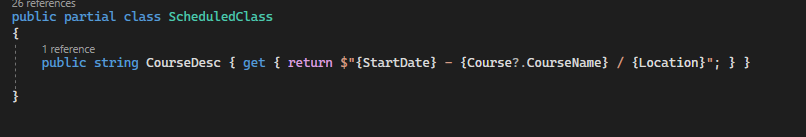 26 references
public partial class ScheduledClass
{
1 reference
public string CourseDesc { get { return $"{StartDate} - {Course?.CourseName} / {Location}"; } }
}